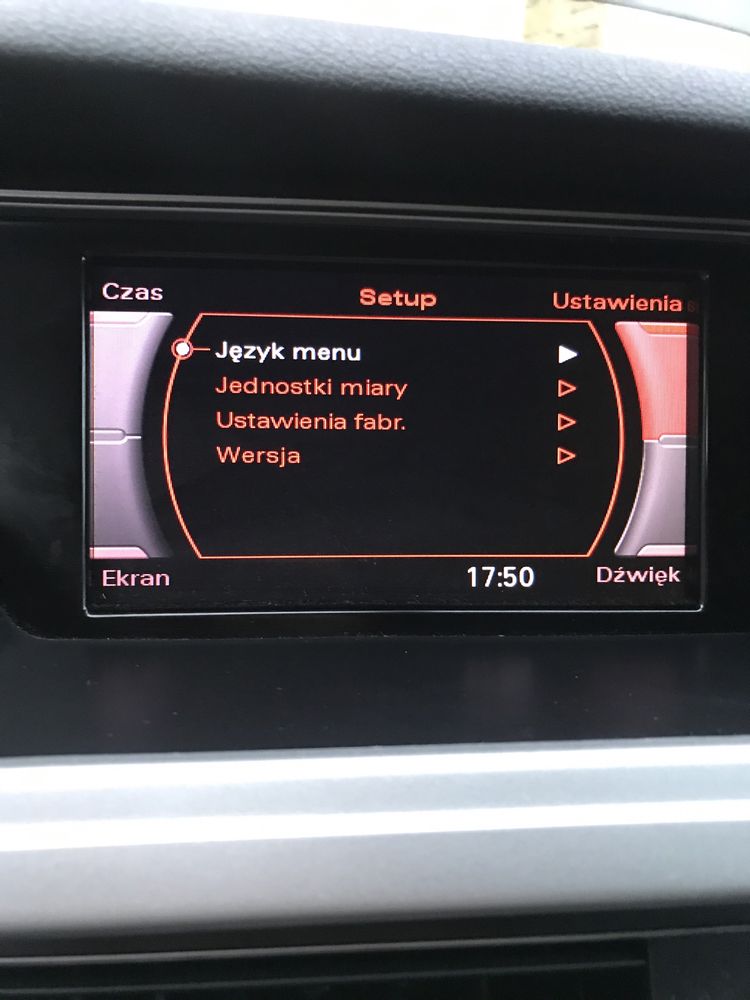 Czas
Setup
Ustawienia
Język menu
Jednostki miary
Ustawienia fabr.
Wersja
Ekran
17:50
Dźwięk